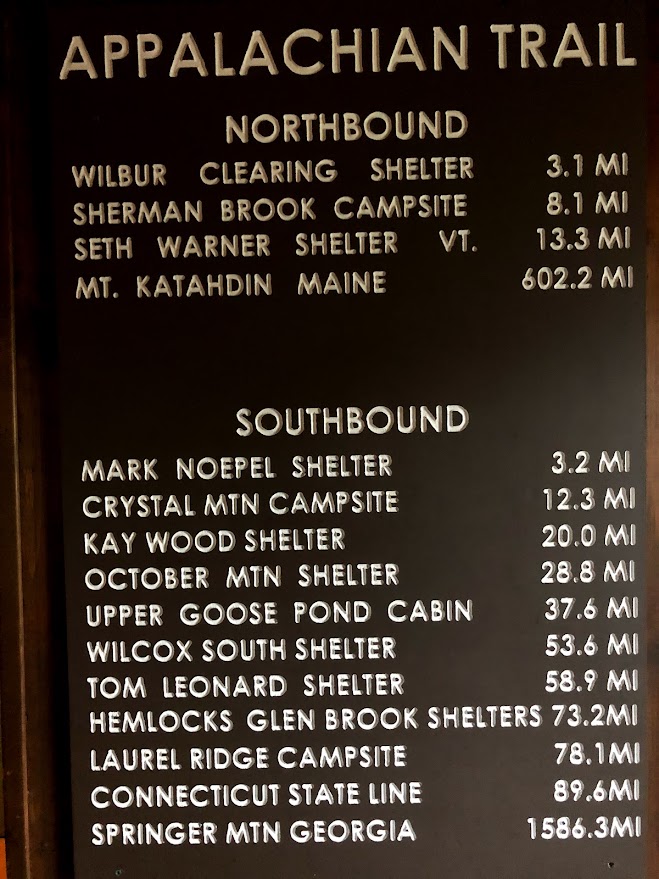 APPALACHIAN TRAIL
NORTHBOUND
WILBUR CLEARING SHELTER 3.1 MI
SHERMAN BROOK CAMPSITE 8.1 MI
SETH WARNER SHELTER VT. 13.3 MI
MT. KATAHDIN MAINE 602.2 MI
SOUTHBOUND
MARK NOEPEL SHELTER 3.2 MI
CRYSTAL MTN CAMPSITE 12.3 MI
KAY WOOD SHELTER 20.0 MI
OCTOBER MTN SHELTER 28.8 MI
UPPER GOOSE POND CABIN 37.6 MI
WILCOX SOUTH SHELTER 53.6 MI
TOM LEONARD SHELTER 58.9 MI
HEMLOCKS GLEN BROOK SHELTERS 73.2MI
LAUREL RIDGE CAMPSITE 78.1MI
CONNECTICUT STATE LINE 89.6MI
SPRINGER MTN GEORGIA 1586.3MI